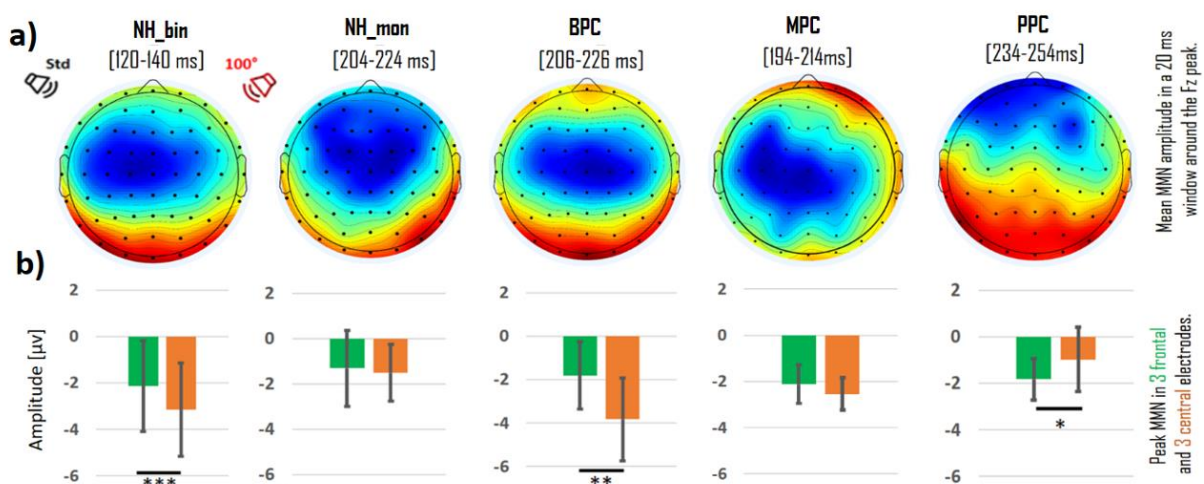 a)
NH_bin
[120-140 ms]
NH_mon
[204-224 ms]
BPC
[206-226 ms]
MPC
[194-214ms]
PPC
[234-254ms]
Std
100°
Mean MMN amplitude in a 20 ms
window around the Fz peak.
b)
Amplitude [µv]
2
0
-2
-4
-6
***
2
0
-2
-4
-6
2
0
-2
-4
-6
**
2
0
-2
-4
-6
2
0
-2
-4
-6
*
Peak MMN in 3 frontal
and 3 central electrodes.